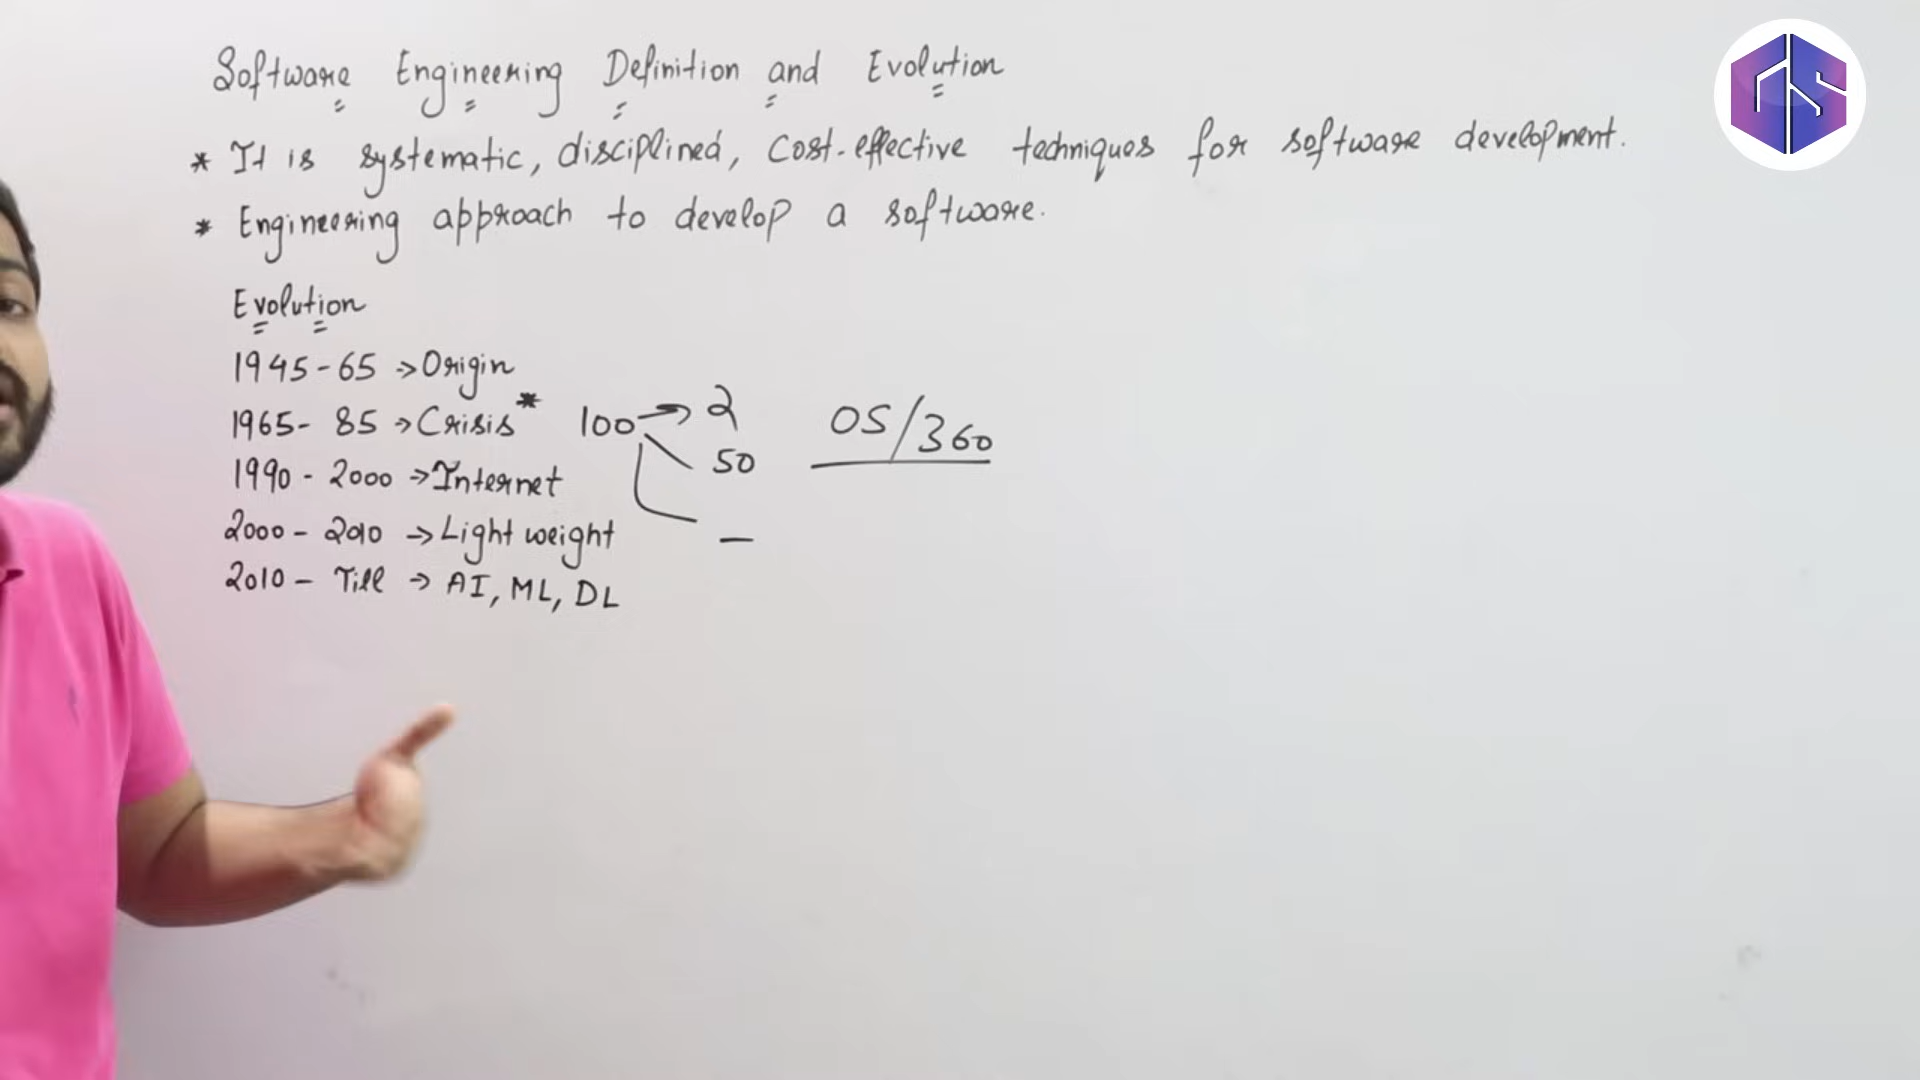 Software Engineering Definition and Evolution
* It is systematic, disciplined, cost-effective techniques for software development.
* Engineering approach to develop a software.
Evolution
1945-65 → Origin
1965- 85 → Crisis* 100 → 2 OS/360
50
1990 - 2000 → Internet
2000 - 2010 → Light weight —
2010 - Till → AI, ML, DL